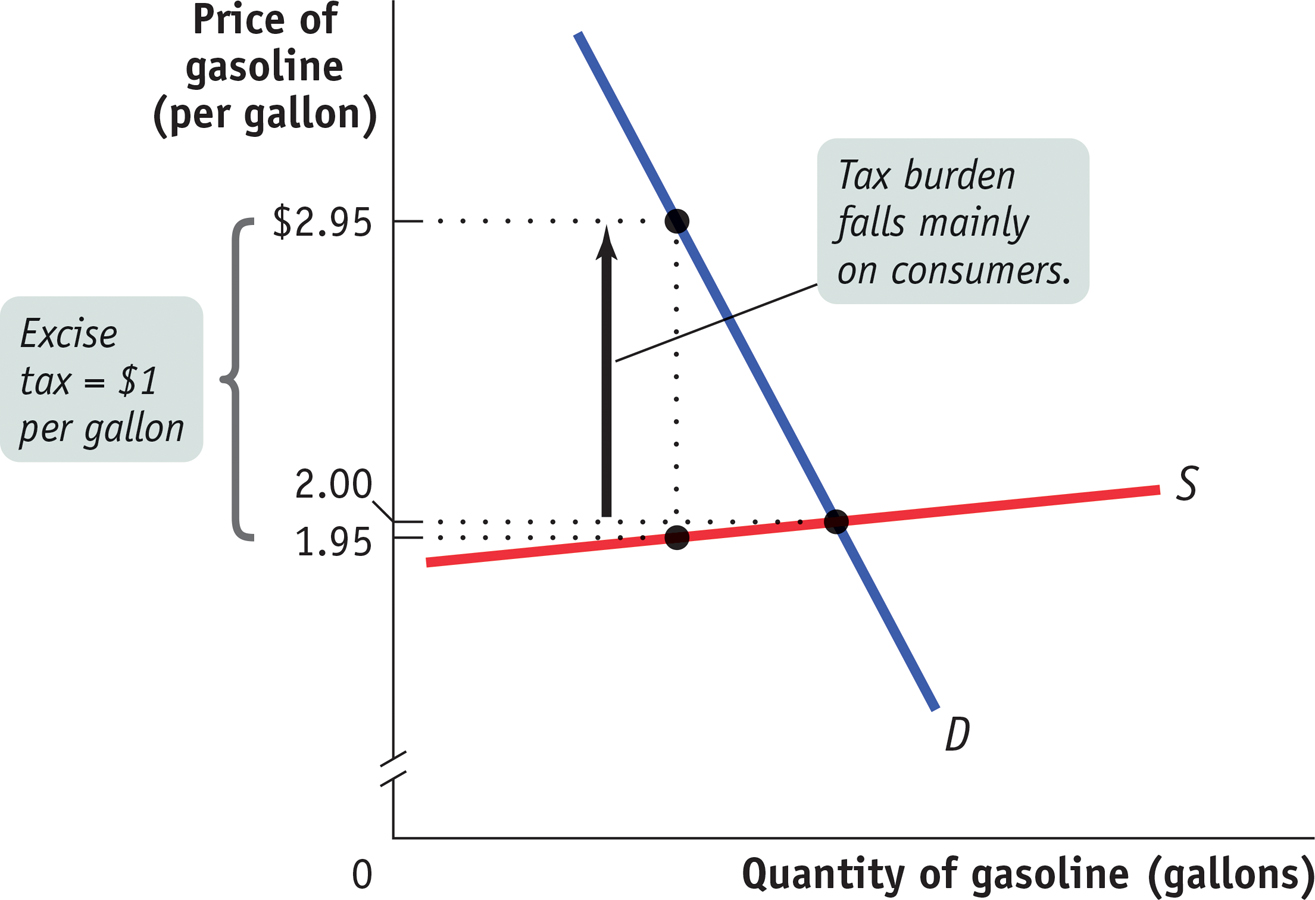 Price of
gasoline
(per gallon)
Tax burden
falls mainly
on consumers.
$2.95
Excise
tax = $1
per gallon
2.00
1.95
S
D
0
Quantity of gasoline (gallons)